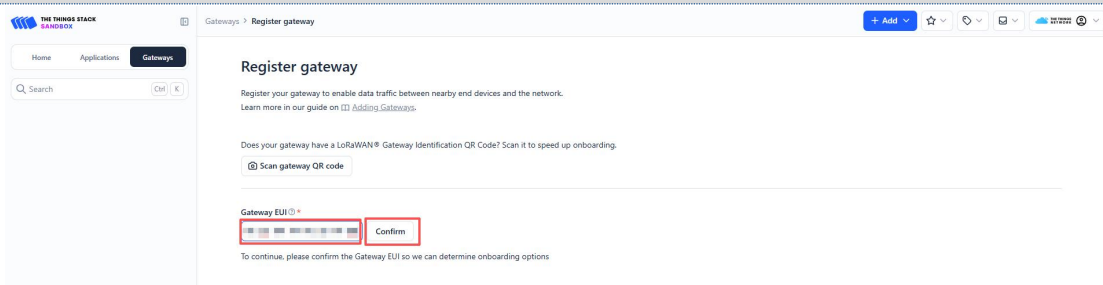 THE THINGS STACK
SANDBOX
Gateways > Register gateway
+ Add
THE THINGS
NETWORK
Home
Applications
Gateways
Search
Ctrl
K
Register gateway
Register your gateway to enable data traffic between nearby end devices and the network.
Learn more in our guide on Adding Gateways.
Does your gateway have a LoRaWAN® Gateway Identification QR Code? Scan it to speed up onboarding.
Scan gateway QR code
Gateway EUI *
Confirm
To continue, please confirm the Gateway EUI so we can determine onboarding options